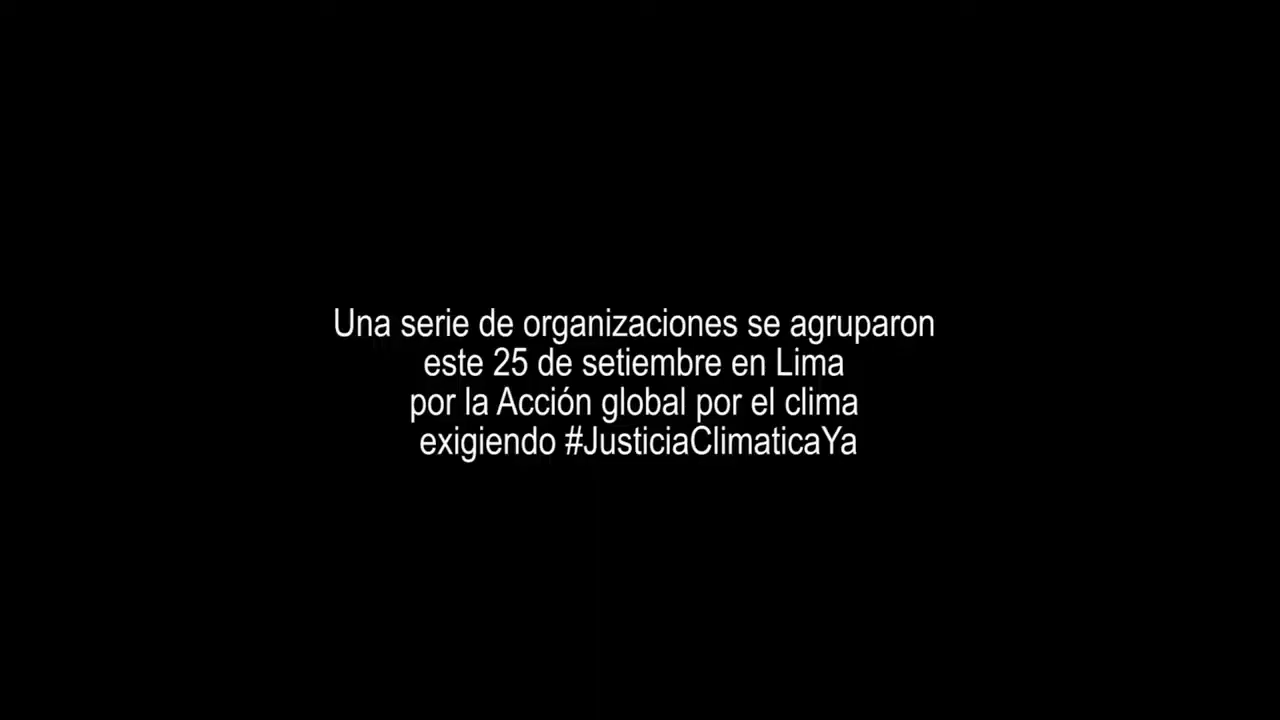 Una serie de organizaciones se agruparon
este 25 de setiembre en Lima
por la Acción global por el clima
exigiendo #JusticiaClimaticaYa